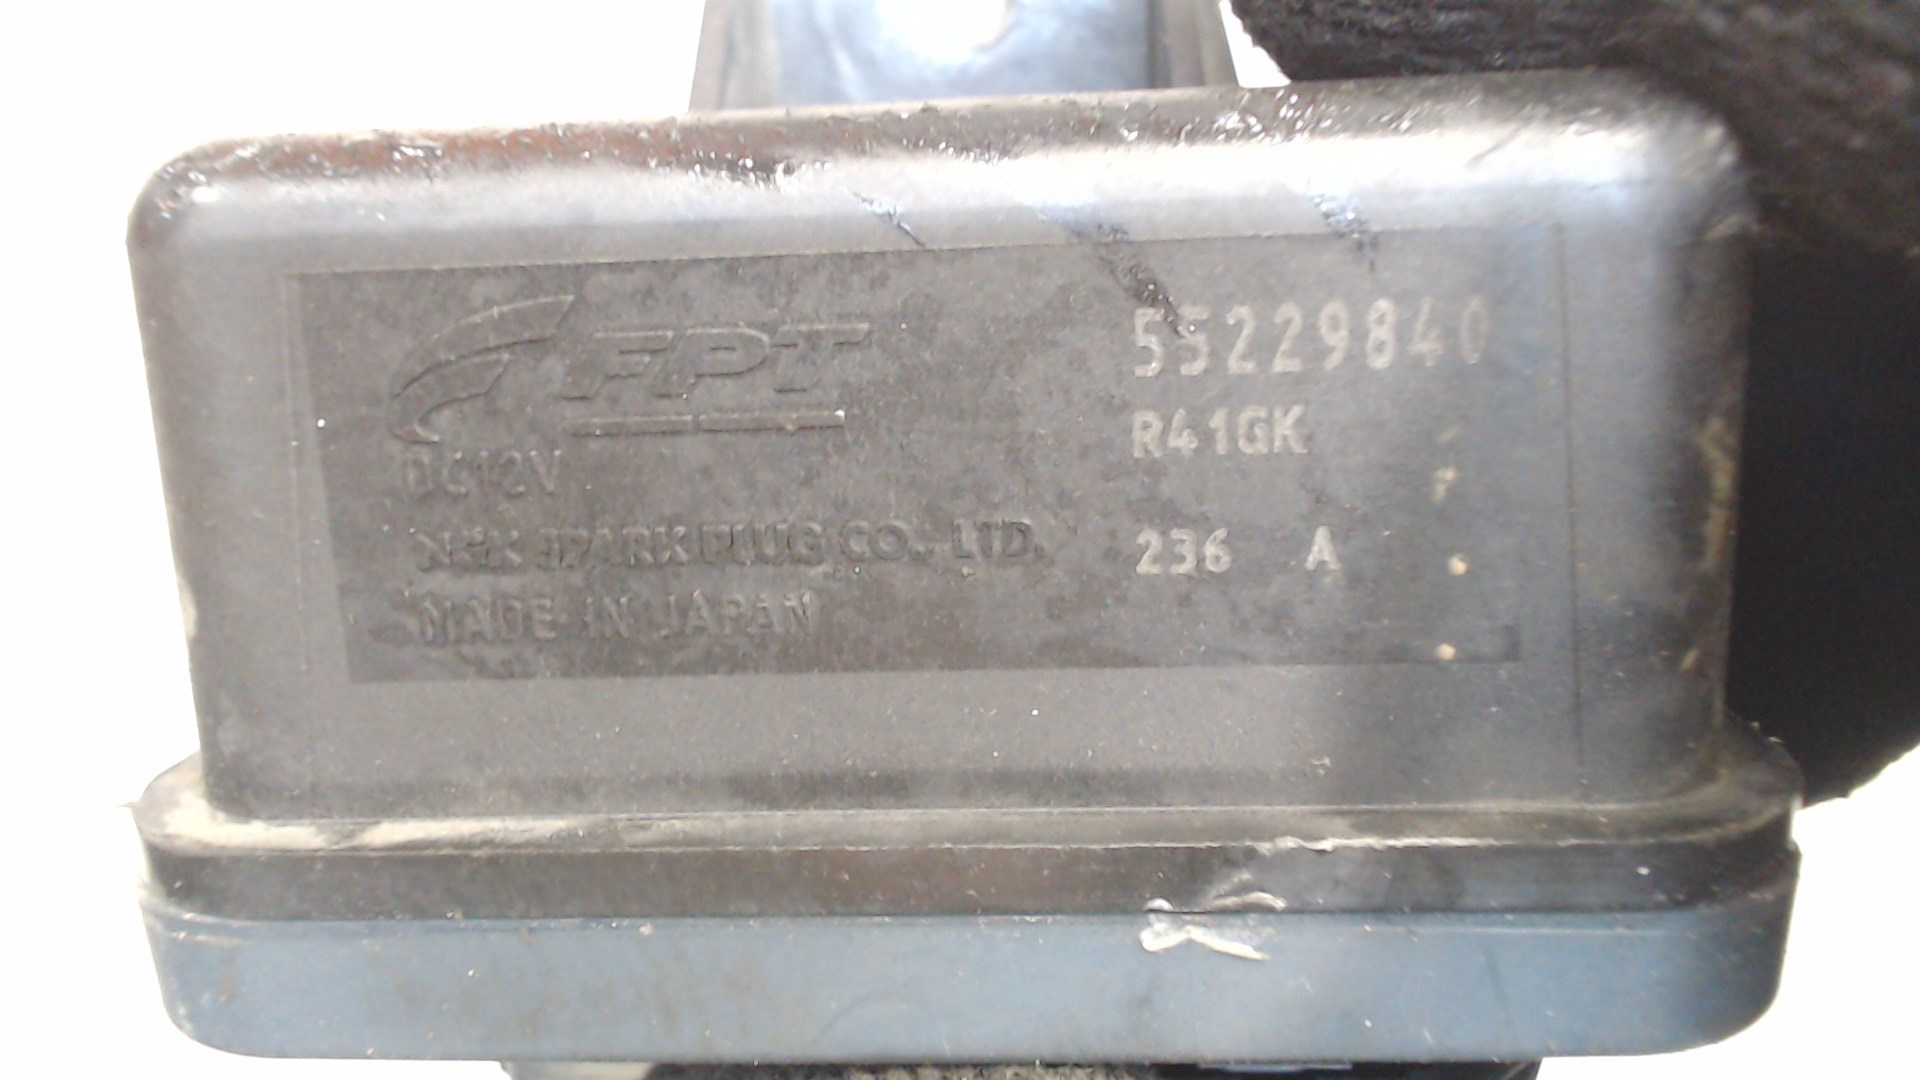 FPT
55229840
R41GK
DC12V
NGK SPARK PLUG CO., LTD.
236 A
MADE IN JAPAN